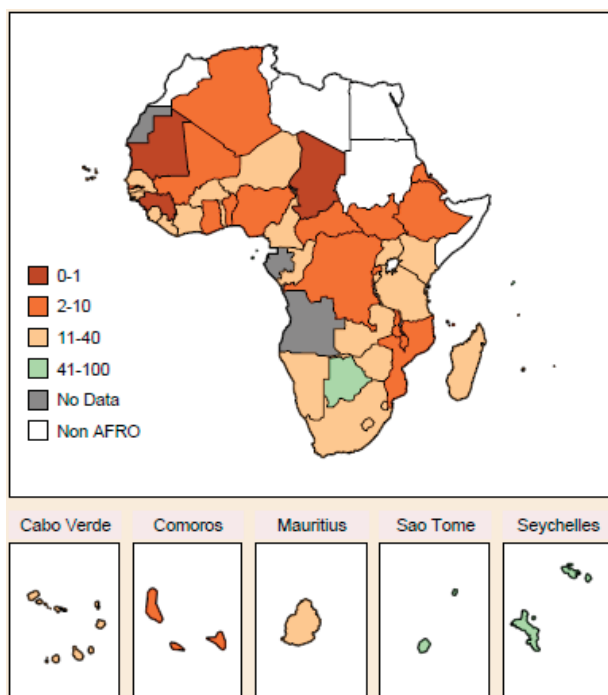 0-1
2-10
11-40
41-100
No Data
Non AFRO
Cabo Verde
Comoros
Mauritius
Sao Tome
Seychelles